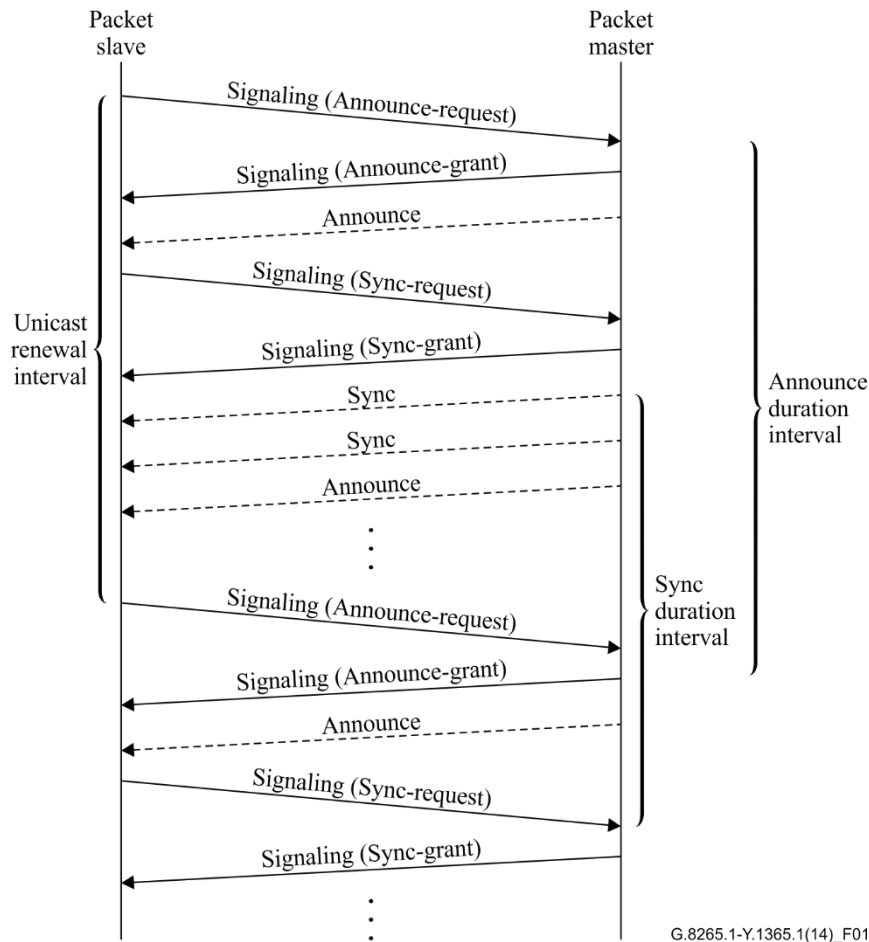 Packet
slave
Packet
master
Signaling (Announce-request)
Signaling (Announce-grant)
Announce
Signaling (Sync-request)
Unicast
renewal
interval
Signaling (Sync-grant)
Sync
Sync
Announce
Announce
duration
interval
Sync
duration
interval
Signaling (Announce-request)
Signaling (Announce-grant)
Announce
Signaling (Sync-request)
Signaling (Sync-grant)
G.8265.1-Y.1365.1(14)_F01